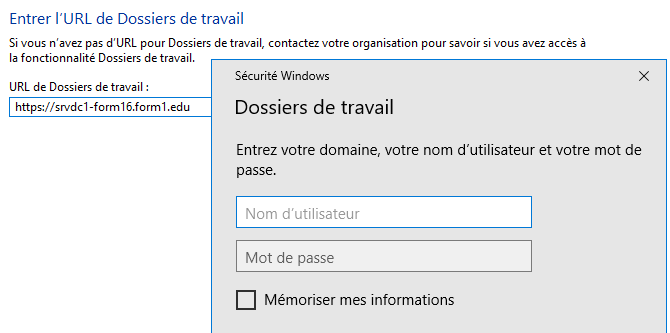 Entrer l'URL de Dossiers de travail
Si vous n'avez pas d'URL pour Dossiers de travail, contactez votre organisation pour savoir si vous avez accès à
la fonctionnalité Dossiers de travail.
URL de Dossiers de travail :
https://srvdc1-form16.form1.edu
Sécurité Windows
Dossiers de travail
Entrez votre domaine, votre nom d'utilisateur et votre mot de
passe.
Nom d'utilisateur
Mot de passe
Mémoriser mes informations